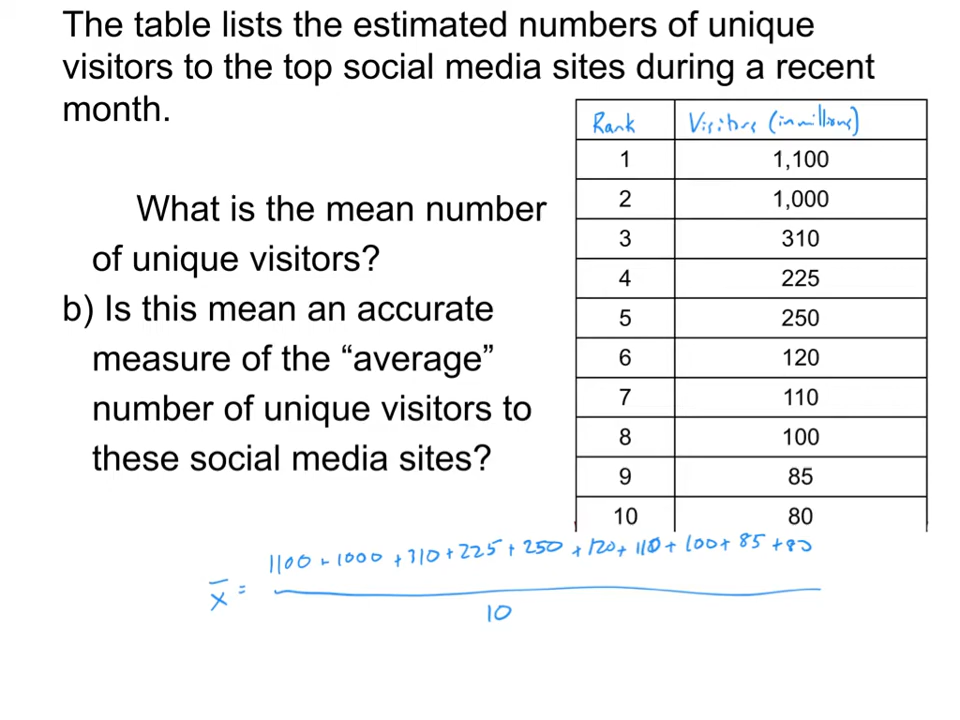 The table lists the estimated numbers of unique
visitors to the top social media sites during a recent
month.
What is the mean number
of unique visitors?
b) Is this mean an accurate
measure of the “average”
number of unique visitors to
these social media sites?
Rank Visitors (in millions)
1 1,100
2 1,000
3 310
4 225
5 250
6 120
7 110
8 100
9 85
10 80
x̄ = 1100 + 1000 + 310 + 225 + 250 + 120 + 110 + 100 + 85 + 80
10